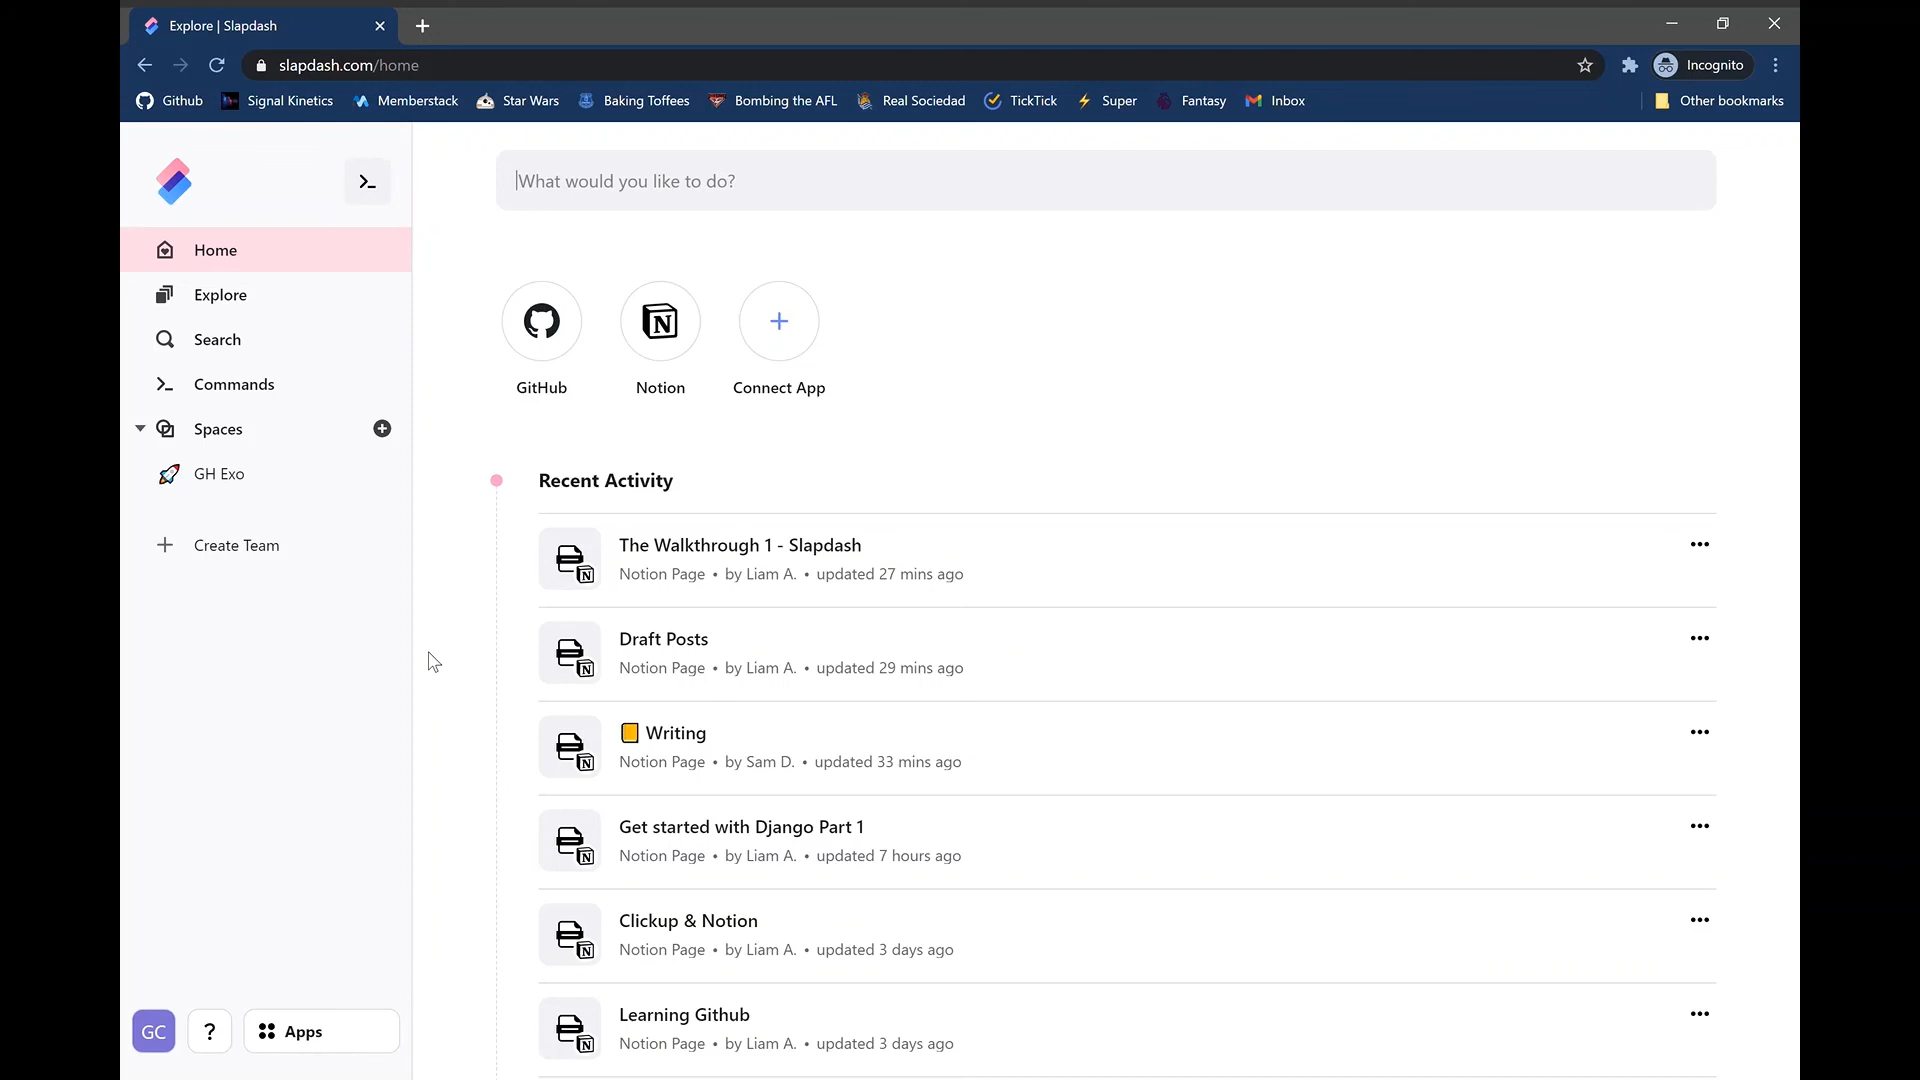 Explore | Slapdash
slapdash.com/home
Incognito
Github
Signal Kinetics
Memberstack
Star Wars
Baking Toffees
Bombing the AFL
Real Sociedad
TickTick
Super
Fantasy
Inbox
Other bookmarks
What would you like to do?
Home
Explore
Search
Commands
Spaces
GH Exo
Create Team
GC
?
Apps
GitHub
Notion
Connect App
Recent Activity
The Walkthrough 1 - Slapdash
Notion Page • by Liam A. • updated 27 mins ago
Draft Posts
Notion Page • by Liam A. • updated 29 mins ago
Writing
Notion Page • by Sam D. • updated 33 mins ago
Get started with Django Part 1
Notion Page • by Liam A. • updated 7 hours ago
Clickup & Notion
Notion Page • by Liam A. • updated 3 days ago
Learning Github
Notion Page • by Liam A. • updated 3 days ago